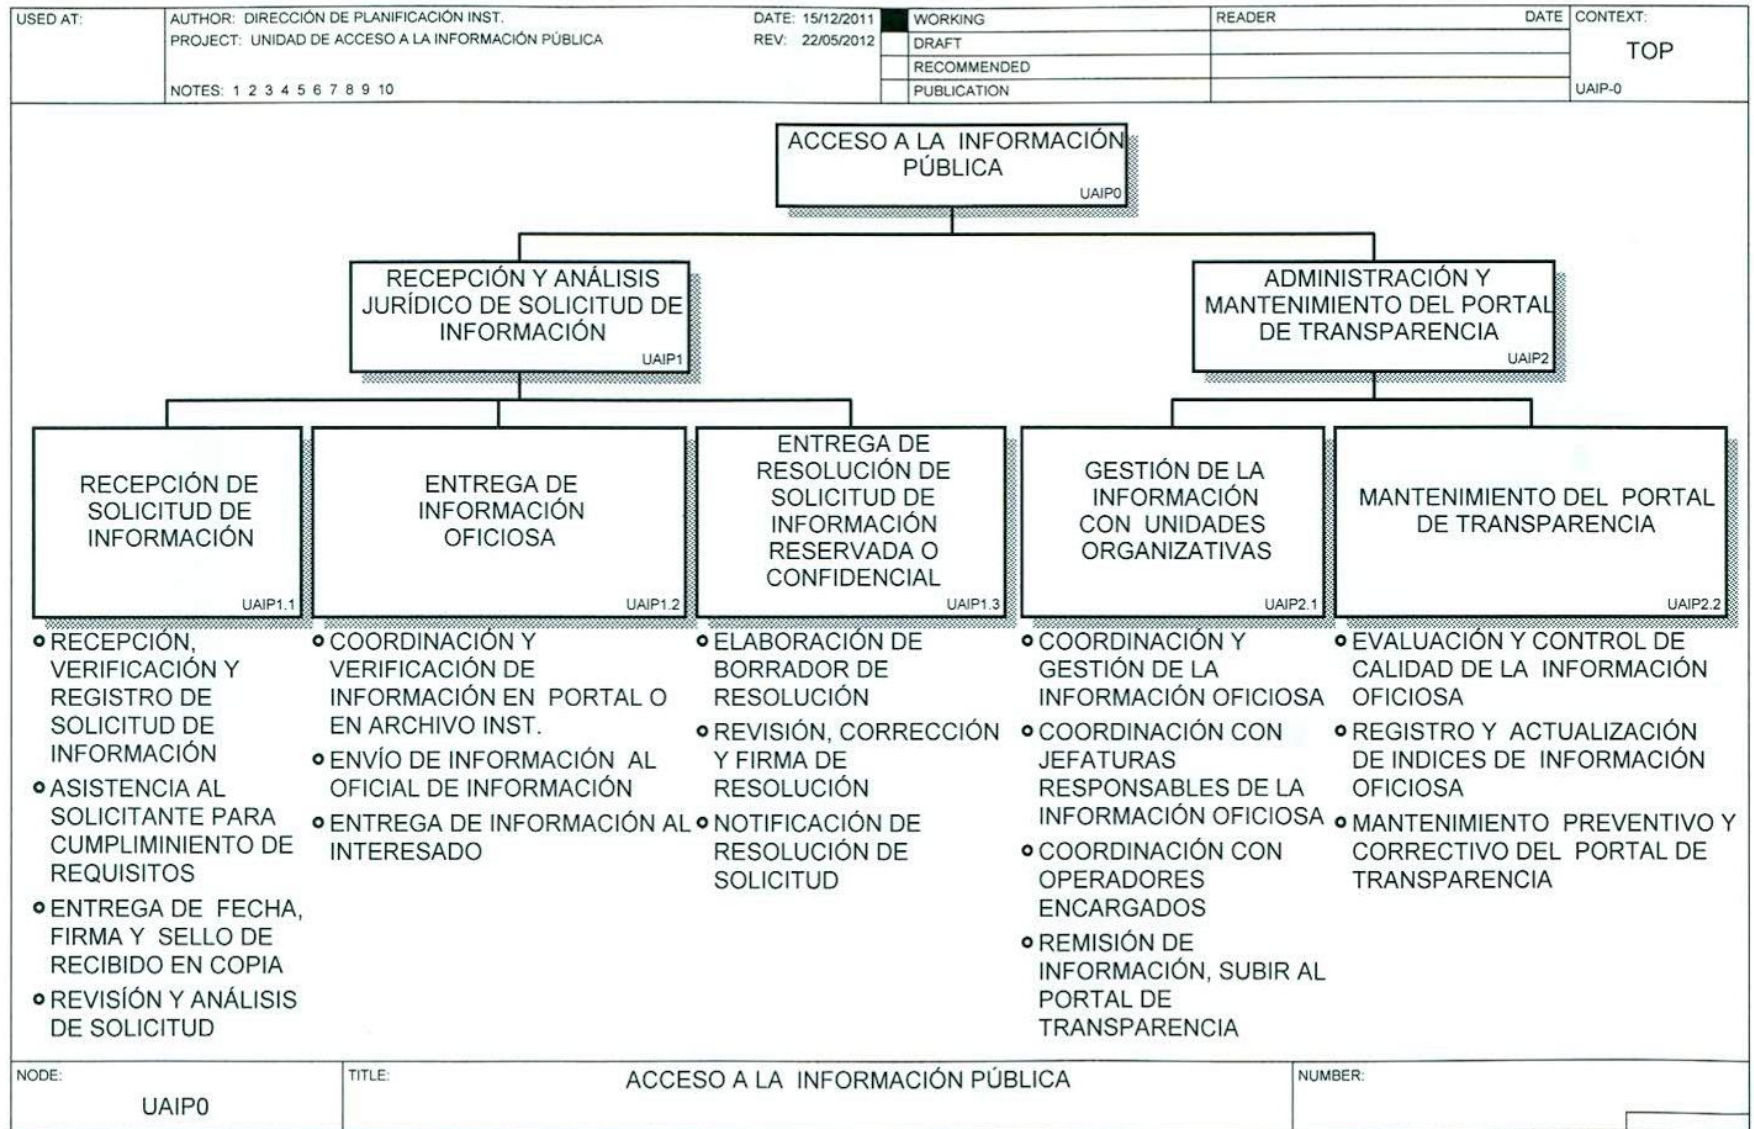 USED AT:
AUTHOR: DIRECCIÓN DE PLANIFICACIÓN INST.
DATE: 15/12/2011
PROJECT: UNIDAD DE ACCESO A LA INFORMACIÓN PÚBLICA
REV: 22/05/2012
NOTES: 1 2 3 4 5 6 7 8 9 10
WORKING
DRAFT
RECOMMENDED
PUBLICATION
READER
DATE
CONTEXT:
TOP
UAIP-0
ACCESO A LA INFORMACIÓN
PÚBLICA
UAIP0
RECEPCIÓN Y ANÁLISIS
JURÍDICO DE SOLICITUD DE
INFORMACIÓN
UAIP1
ADMINISTRACIÓN Y
MANTENIMIENTO DEL PORTAL
DE TRANSPARENCIA
UAIP2
RECEPCIÓN DE
SOLICITUD DE
INFORMACIÓN
UAIP1.1
ENTREGA DE
INFORMACIÓN
OFICIOSA
UAIP1.2
ENTREGA DE
RESOLUCIÓN DE
SOLICITUD DE
INFORMACIÓN
RESERVADA O
CONFIDENCIAL
UAIP1.3
GESTIÓN DE LA
INFORMACIÓN
CON UNIDADES
ORGANIZATIVAS
UAIP2.1
MANTENIMIENTO DEL PORTAL
DE TRANSPARENCIA
UAIP2.2
RECEPCIÓN,
VERIFICACIÓN Y
REGISTRO DE
SOLICITUD DE
INFORMACIÓN
ASISTENCIA AL
SOLICITANTE PARA
CUMPLIMINIENTO DE
REQUISITOS
ENTREGA DE FECHA,
FIRMA Y SELLO DE
RECIBIDO EN COPIA
REVISÍÓN Y ANÁLISIS
DE SOLICITUD
COORDINACIÓN Y
VERIFICACIÓN DE
INFORMACIÓN EN PORTAL O
EN ARCHIVO INST.
ENVÍO DE INFORMACIÓN AL
OFICIAL DE INFORMACIÓN
ENTREGA DE INFORMACIÓN AL
INTERESADO
ELABORACIÓN DE
BORRADOR DE
RESOLUCIÓN
REVISIÓN, CORRECCIÓN
Y FIRMA DE
RESOLUCIÓN
NOTIFICACIÓN DE
RESOLUCIÓN DE
SOLICITUD
COORDINACIÓN Y
GESTIÓN DE LA
INFORMACIÓN OFICIOSA
COORDINACIÓN CON
JEFATURAS
RESPONSABLES DE LA
INFORMACIÓN OFICIOSA
COORDINACIÓN CON
OPERADORES
ENCARGADOS
REMISIÓN DE
INFORMACIÓN, SUBIR AL
PORTAL DE
TRANSPARENCIA
EVALUACIÓN Y CONTROL DE
CALIDAD DE LA INFORMACIÓN
OFICIOSA
REGISTRO Y ACTUALIZACIÓN
DE INDICES DE INFORMACIÓN
OFICIOSA
MANTENIMIENTO PREVENTIVO Y
CORRECTIVO DEL PORTAL DE
TRANSPARENCIA
NODE:
UAIP0
TITLE:
ACCESO A LA INFORMACIÓN PÚBLICA
NUMBER: